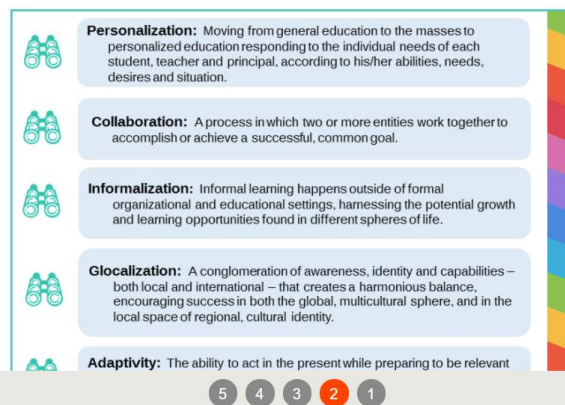 Personalization: Moving from general education to the masses to
personalized education responding to the individual needs of each
student, teacher and principal, according to his/her abilities, needs,
desires and situation.
Collaboration: A process in which two or more entities work together to
accomplish or achieve a successful, common goal.
Informalization: Informal learning happens outside of formal
organizational and educational settings, harnessing the potential growth
and learning opportunities found in different spheres of life.
Glocalization: A conglomeration of awareness, identity and capabilities –
both local and international – that creates a harmonious balance,
encouraging success in both the global, multicultural sphere, and in the
local space of regional, cultural identity.
Adaptivity: The ability to act in the present while preparing to be relevant
5 4 3 2 1